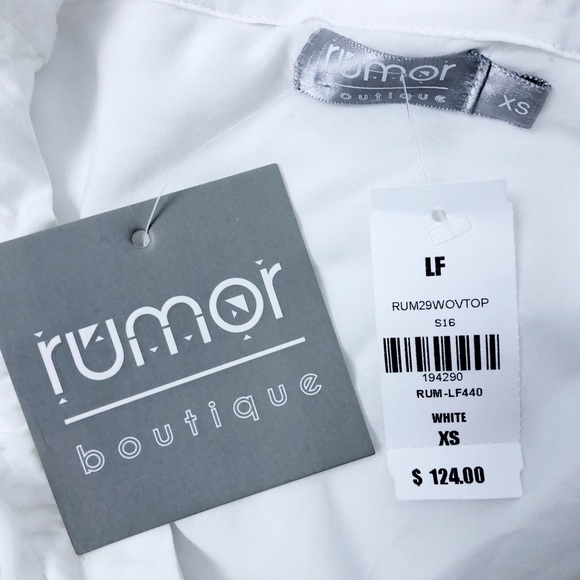 rumor
boutique
XS
rumor
boutique
LF
RUM29WOVTOP
S16
194290
RUM-LF440
WHITE
XS
$ 124.00